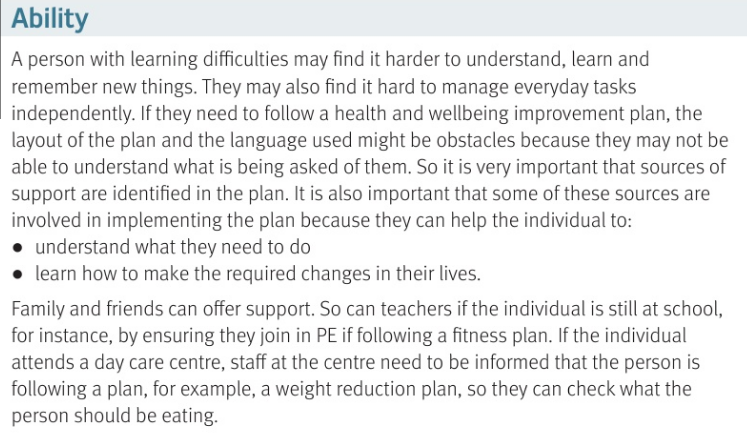 Ability
A person with learning difficulties may find it harder to understand, learn and
remember new things. They may also find it hard to manage everyday tasks
independently. If they need to follow a health and wellbeing improvement plan, the
layout of the plan and the language used might be obstacles because they may not be
able to understand what is being asked of them. So it is very important that sources of
support are identified in the plan. It is also important that some of these sources are
involved in implementing the plan because they can help the individual to:
● understand what they need to do
● learn how to make the required changes in their lives.
Family and friends can offer support. So can teachers if the individual is still at school,
for instance, by ensuring they join in PE if following a fitness plan. If the individual
attends a day care centre, staff at the centre need to be informed that the person is
following a plan, for example, a weight reduction plan, so they can check what the
person should be eating.